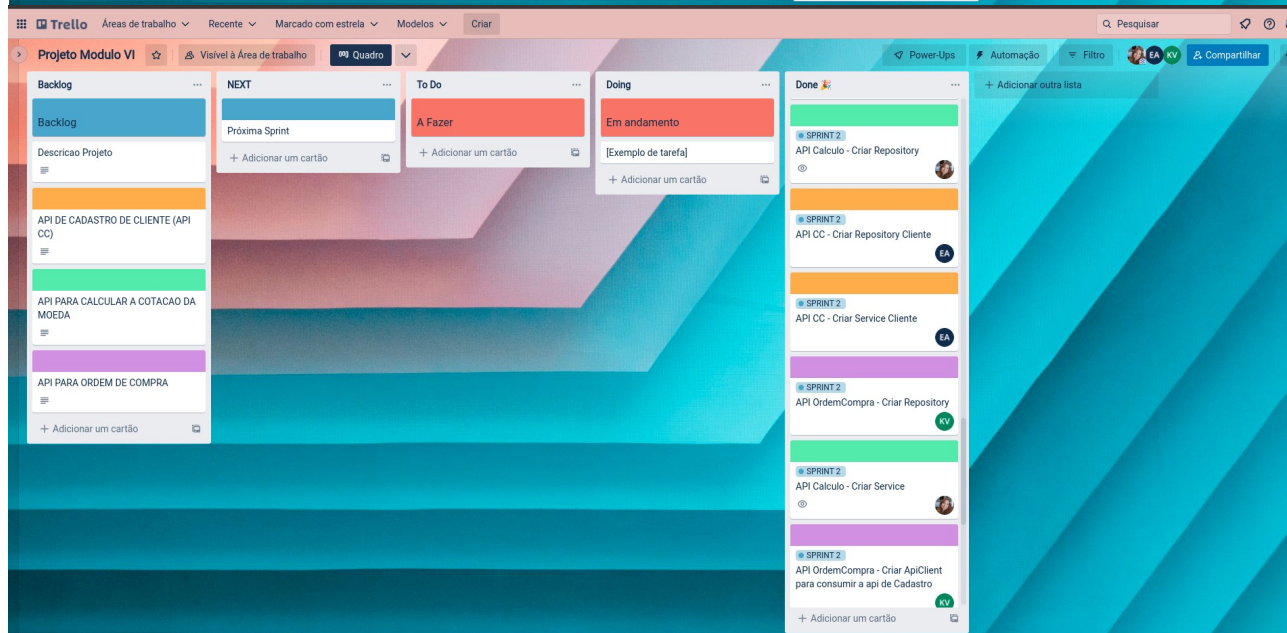 Trello Áreas de trabalho Recente Marcado com estrela Modelos Criar Pesquisar
Projeto Modulo VI Visível à Área de trabalho Quadro Power-Ups Automação Filtro EA KV Compartilhar
Backlog
Backlog
Descricao Projeto
API DE CADASTRO DE CLIENTE (API
CC)
API PARA CALCULAR A COTACAO DA
MOEDA
API PARA ORDEM DE COMPRA
+ Adicionar um cartão
NEXT
Próxima Sprint
+ Adicionar um cartão
To Do
A Fazer
+ Adicionar um cartão
Doing
Em andamento
[Exemplo de tarefa]
+ Adicionar um cartão
Done 🎉
SPRINT 2
API Calculo - Criar Repository
SPRINT 2
API CC - Criar Repository Cliente
EA
SPRINT 2
API CC - Criar Service Cliente
EA
SPRINT 2
API OrdemCompra - Criar Repository
KV
SPRINT 2
API Calculo - Criar Service
SPRINT 2
API OrdemCompra - Criar ApiClient
para consumir a api de Cadastro
KV
+ Adicionar um cartão
+ Adicionar outra lista